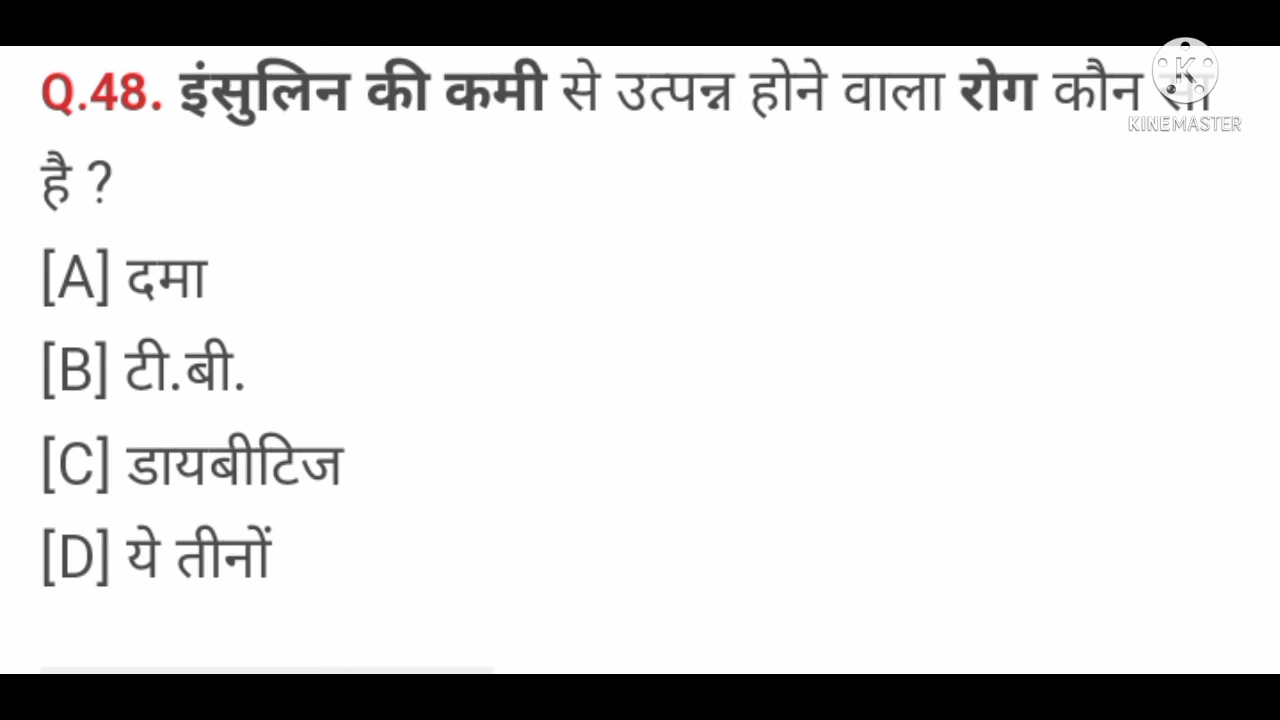 Q.48. इंसुलिन की कमी से उत्पन्न होने वाला रोग कौन सा
है ?
[A] दमा
[B] टी.बी.
[C] डायबीटिज
[D] ये तीनों
K
KINEMASTER